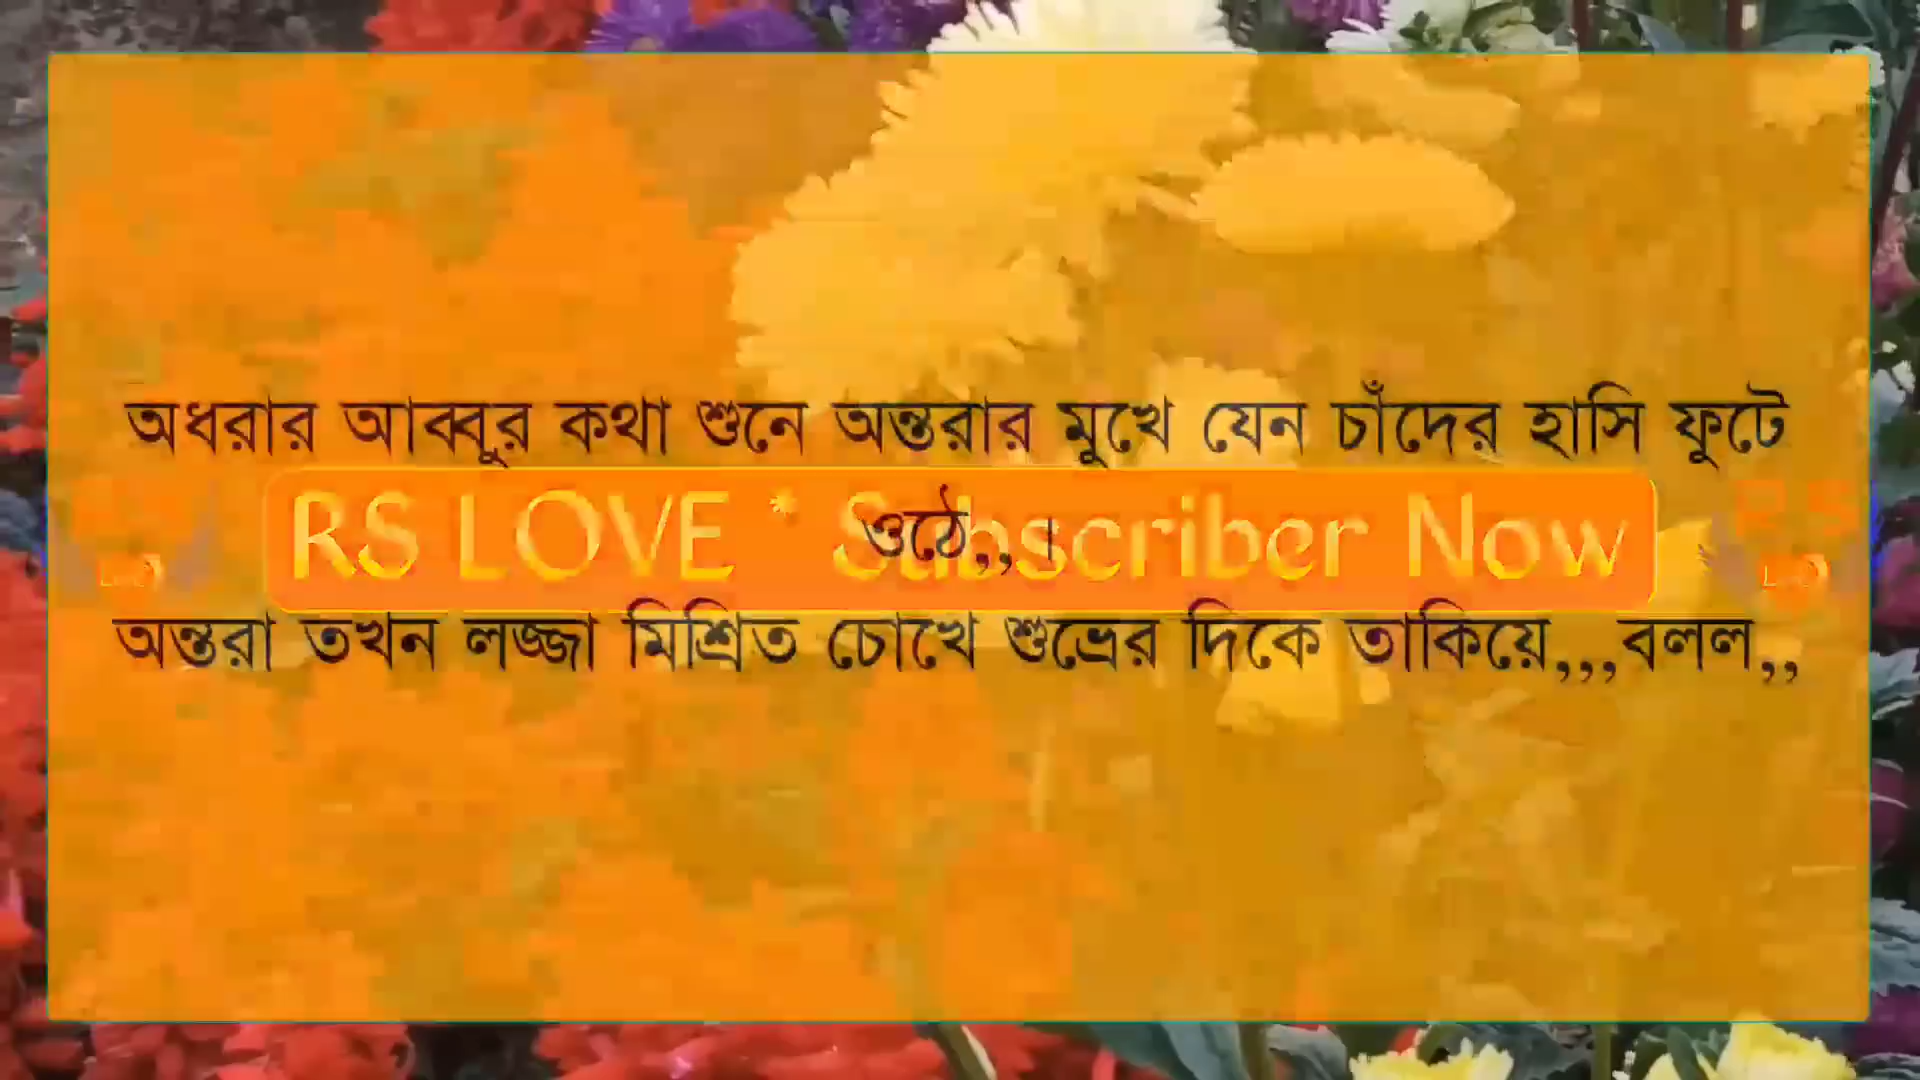 অধরার আব্বুর কথা শুনে অন্তরার মুখে যেন চাঁদের হাসি ফুটে
ওঠে,,।
RS LOVE * Subscriber Now
অন্তরা তখন লজ্জা মিশ্রিত চোখে শুভ্রের দিকে তাকিয়ে,,,বলল,,